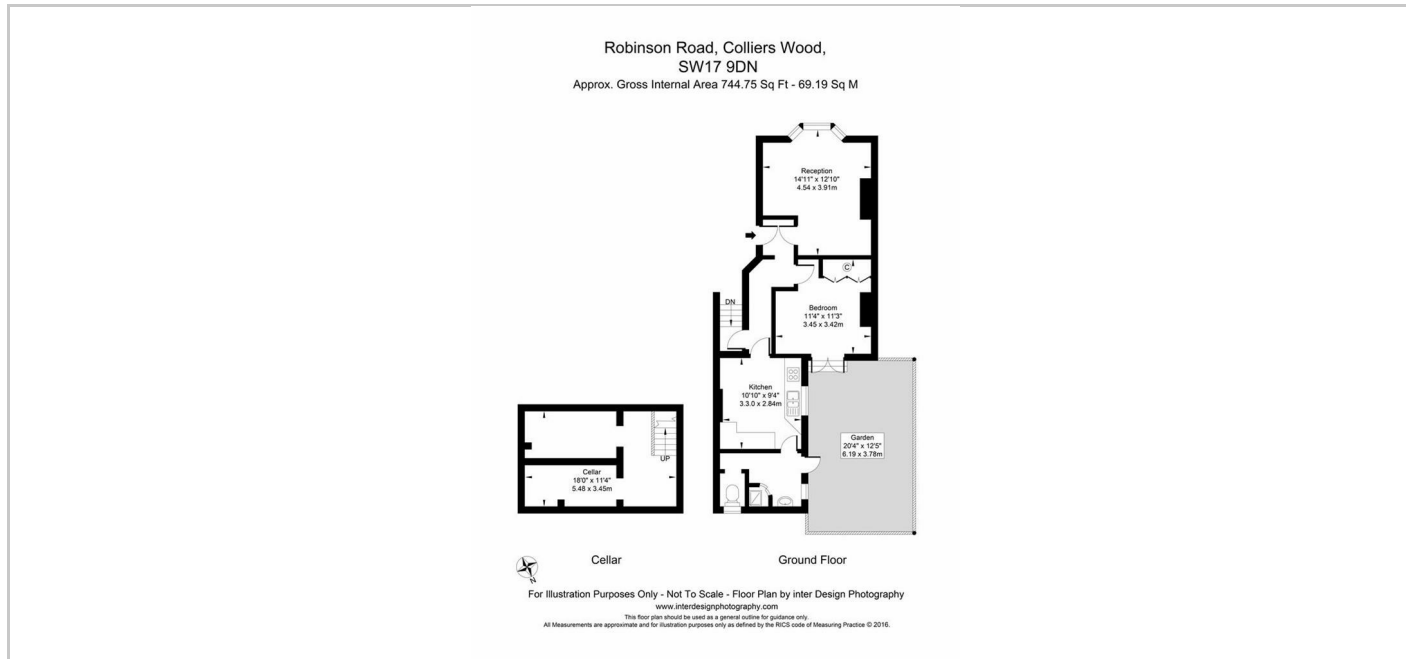 Robinson Road, Colliers Wood,
SW17 9DN
Approx. Gross Internal Area 744.75 Sq Ft - 69.19 Sq M
Reception
14'11" x 12'10"
4.54 x 3.91m
C
DN
Bedroom
11'4" x 11'3"
3.45 x 3.42m
Kitchen
10'10" x 9'4"
3.3.0 x 2.84m
Garden
20'4" x 12'5"
6.19 x 3.78m
UP
Cellar
18'0" x 11'4"
5.48 x 3.45m
Cellar
Ground Floor
N
For Illustration Purposes Only - Not To Scale - Floor Plan by inter Design Photography
www.interdesignphotography.com
This floor plan should be used as a general outline for guidance only.
All Measurements are approximate and for illustration purposes only as defined by the RICS code of Measuring Practice © 2016.